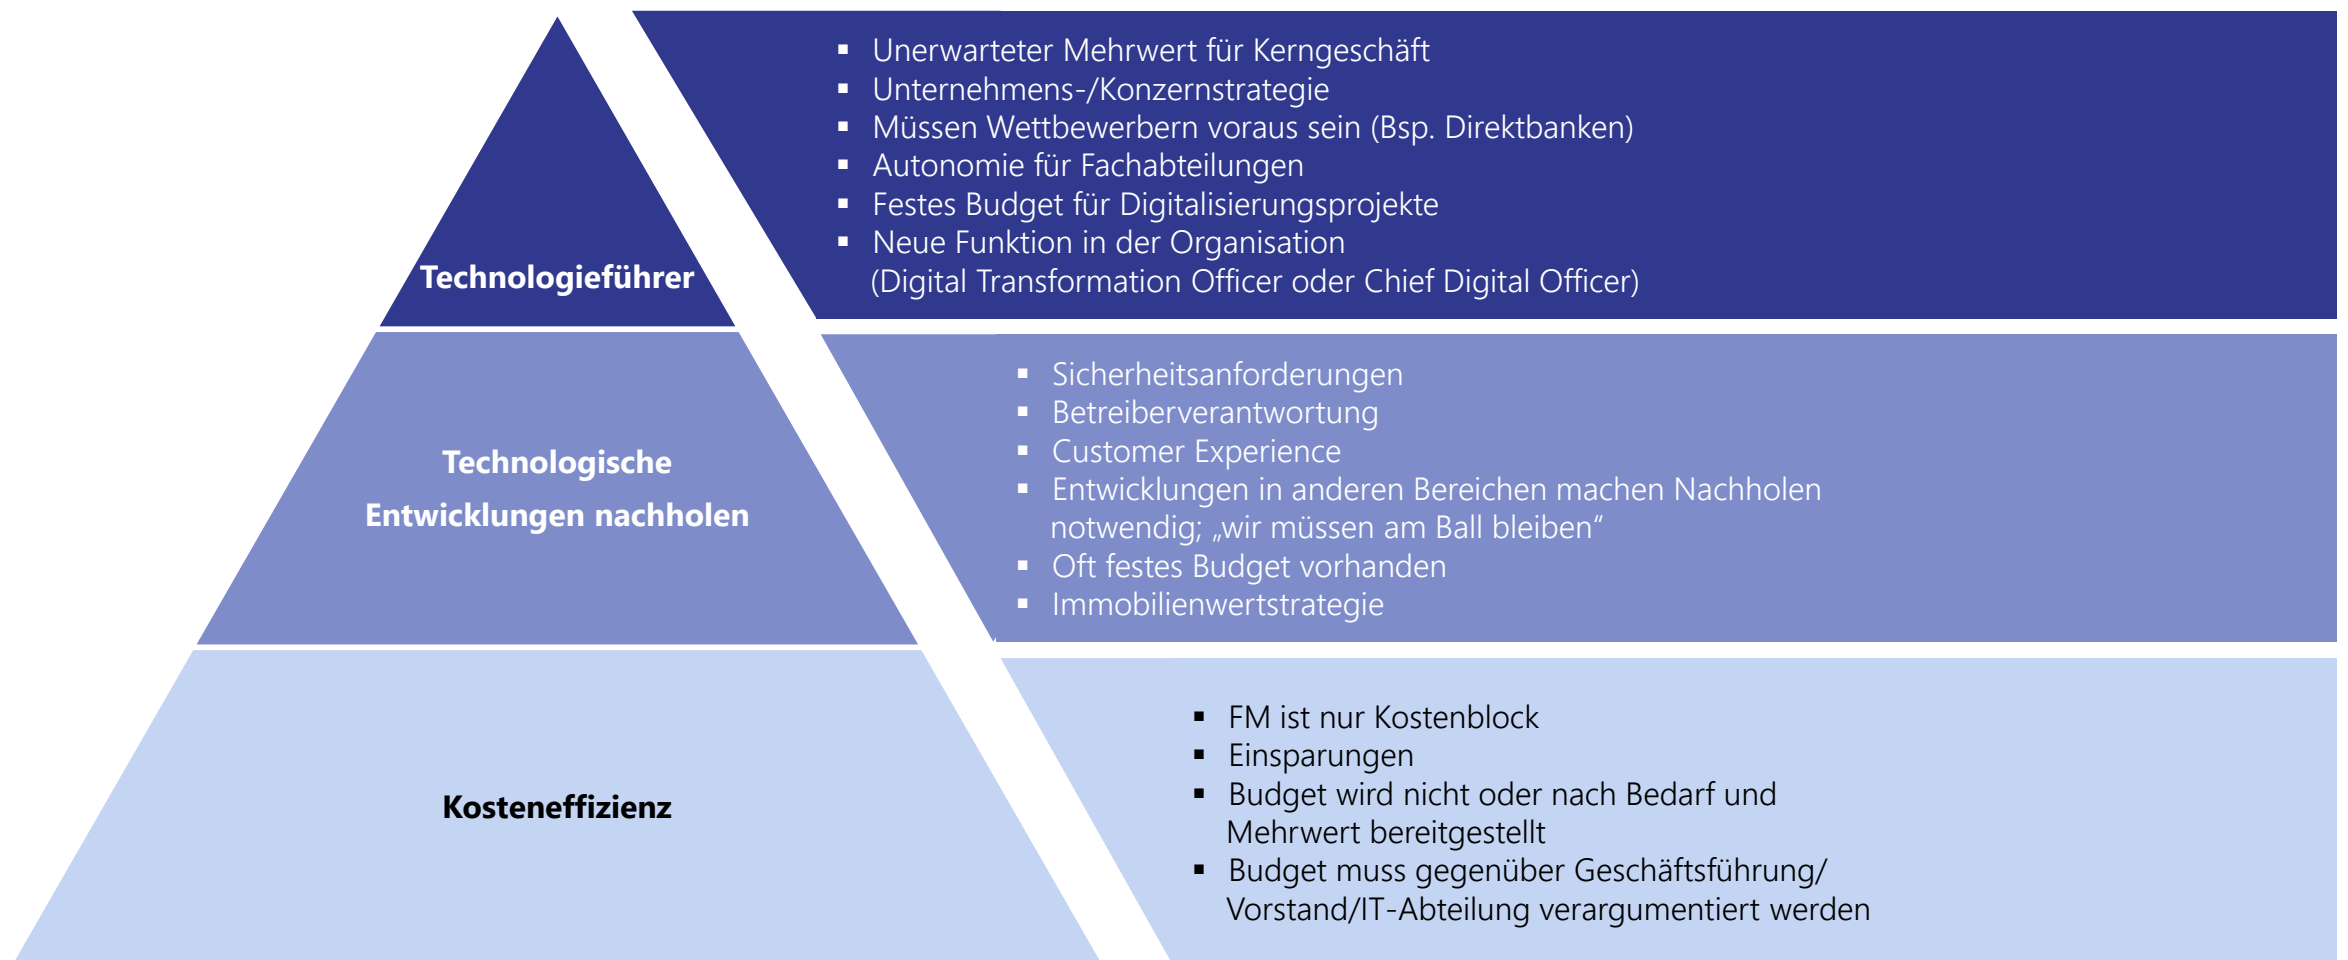 Technologieführer
▪ Unerwarteter Mehrwert für Kerngeschäft
▪ Unternehmens-/Konzernstrategie
▪ Müssen Wettbewerbern voraus sein (Bsp. Direktbanken)
▪ Autonomie für Fachabteilungen
▪ Festes Budget für Digitalisierungsprojekte
▪ Neue Funktion in der Organisation
(Digital Transformation Officer oder Chief Digital Officer)
Technologische
Entwicklungen nachholen
▪ Sicherheitsanforderungen
▪ Betreiberverantwortung
▪ Customer Experience
▪ Entwicklungen in anderen Bereichen machen Nachholen
notwendig; „wir müssen am Ball bleiben“
▪ Oft festes Budget vorhanden
▪ Immobilienwertstrategie
Kosteneffizienz
▪ FM ist nur Kostenblock
▪ Einsparungen
▪ Budget wird nicht oder nach Bedarf und
Mehrwert bereitgestellt
▪ Budget muss gegenüber Geschäftsführung/
Vorstand/IT-Abteilung verargumentiert werden